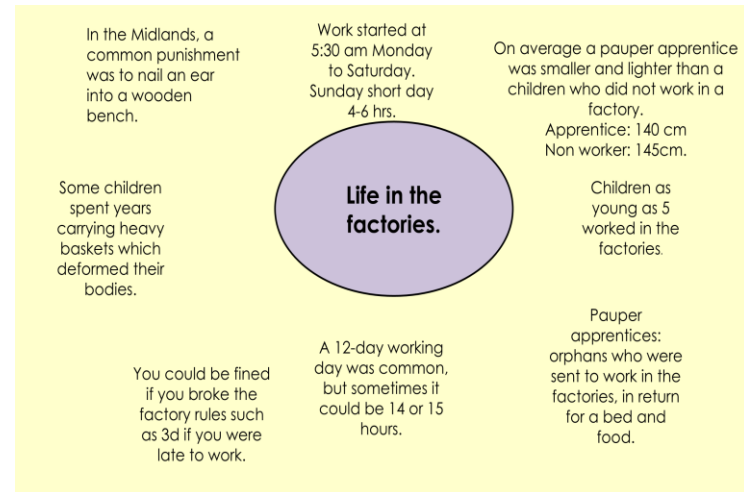 In the Midlands, a
common punishment
was to nail an ear
into a wooden
bench.
Work started at
5:30 am Monday
to Saturday.
Sunday short day
4-6 hrs.
On average a pauper apprentice
was smaller and lighter than a
children who did not work in a
factory.
Apprentice: 140 cm
Non worker: 145cm.
Some children
spent years
carrying heavy
baskets which
deformed their
bodies.
Life in the
factories.
Children as
young as 5
worked in the
factories.
You could be fined
if you broke the
factory rules such
as 3d if you were
late to work.
A 12-day working
day was common,
but sometimes it
could be 14 or 15
hours.
Pauper
apprentices:
orphans who were
sent to work in the
factories, in return
for a bed and
food.